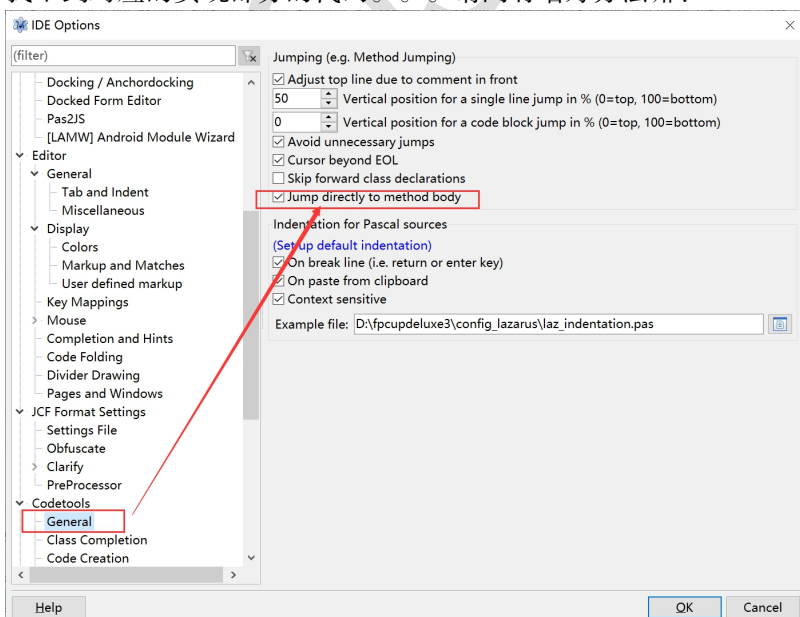 IDE Options
(filter)
Docking / Anchordocking
Docked Form Editor
Pas2JS
[LAMW] Android Module Wizard
Editor
General
Tab and Indent
Miscellaneous
Display
Colors
Markup and Matches
User defined markup
Key Mappings
Mouse
Completion and Hints
Code Folding
Divider Drawing
Pages and Windows
JCF Format Settings
Settings File
Obfuscate
Clarify
PreProcessor
Codetools
General
Class Completion
Code Creation
Jumping (e.g. Method Jumping)
Adjust top line due to comment in front
50 Vertical position for a single line jump in % (0=top, 100=bottom)
0 Vertical position for a code block jump in % (0=top, 100=bottom)
Avoid unnecessary jumps
Cursor beyond EOL
Skip forward class declarations
Jump directly to method body
Indentation for Pascal sources
(Set up default indentation)
On break line (i.e. return or enter key)
On paste from clipboard
Context sensitive
Example file: D:\fpcupdeluxe3\config_lazarus\laz_indentation.pas
Help
OK
Cancel